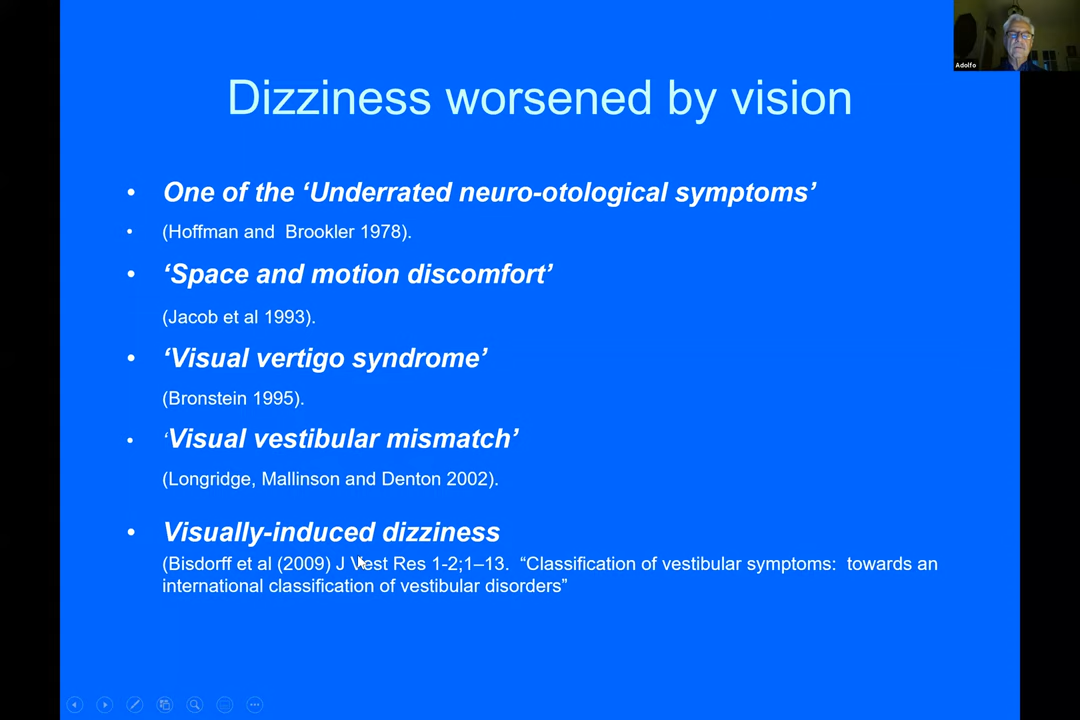 Adolfo
Dizziness worsened by vision
• One of the ‘Underrated neuro-otological symptoms’
• (Hoffman and Brookler 1978).
• ‘Space and motion discomfort’
(Jacob et al 1993).
• ‘Visual vertigo syndrome’
(Bronstein 1995).
• ‘Visual vestibular mismatch’
(Longridge, Mallinson and Denton 2002).
• Visually-induced dizziness
(Bisdorff et al (2009) J Vest Res 1-2;1–13. “Classification of vestibular symptoms: towards an
international classification of vestibular disorders”